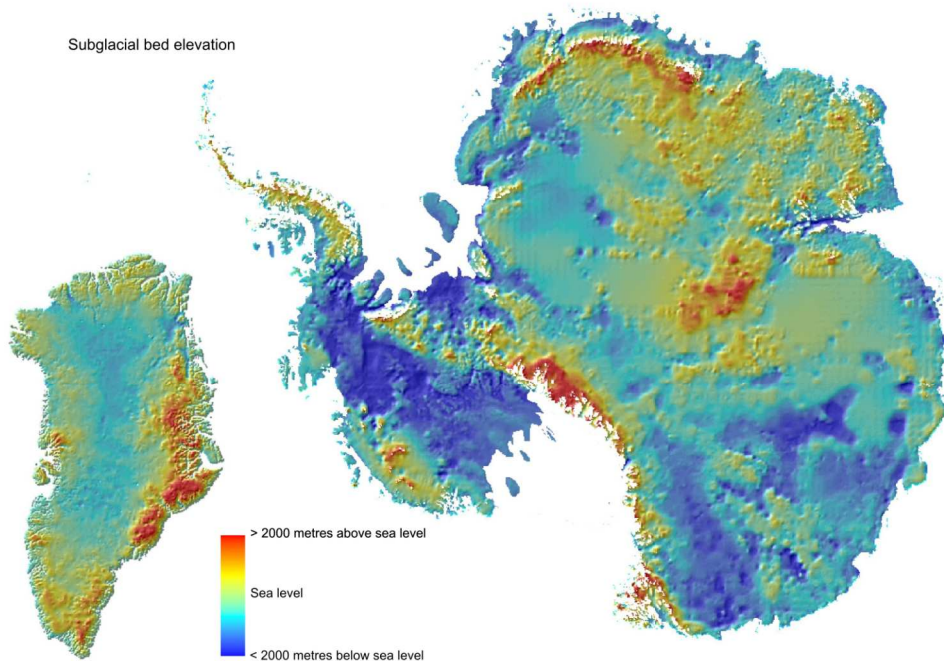 Subglacial bed elevation
> 2000 metres above sea level
Sea level
< 2000 metres below sea level